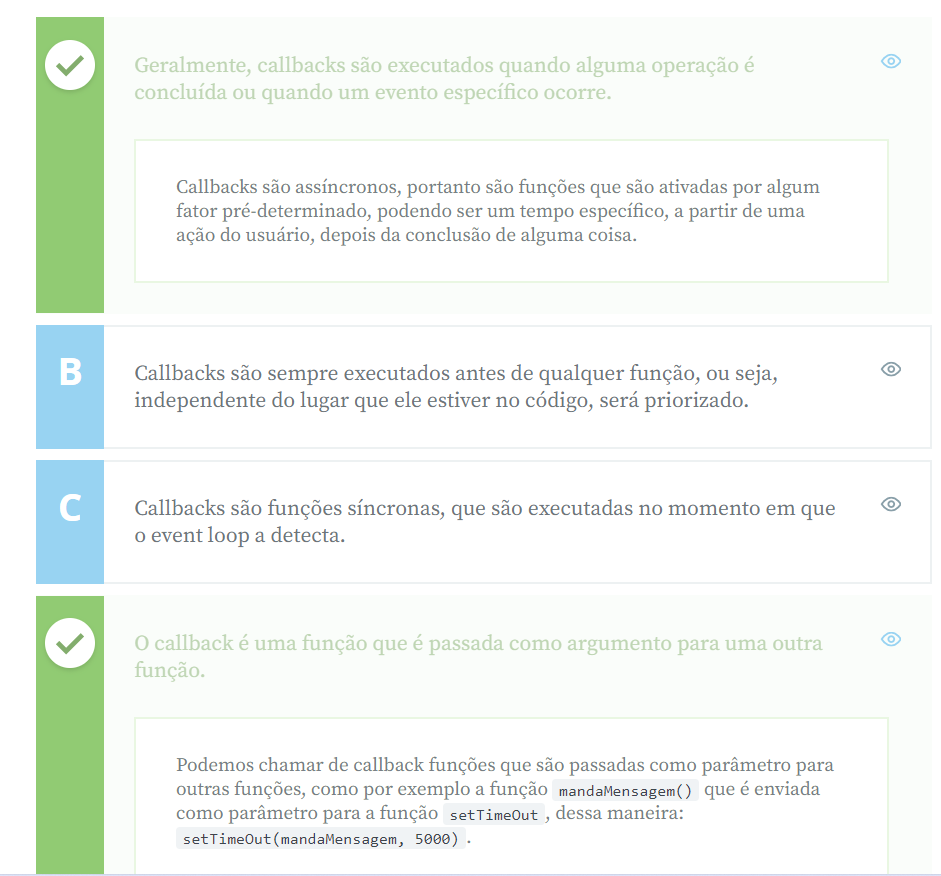 Geralmente, callbacks são executados quando alguma operação é
concluída ou quando um evento específico ocorre.
Callbacks são assíncronos, portanto são funções que são ativadas por algum
fator pré-determinado, podendo ser um tempo específico, a partir de uma
ação do usuário, depois da conclusão de alguma coisa.
B
Callbacks são sempre executados antes de qualquer função, ou seja,
independente do lugar que ele estiver no código, será priorizado.
C
Callbacks são funções síncronas, que são executadas no momento em que
o event loop a detecta.
O callback é uma função que é passada como argumento para uma outra
função.
Podemos chamar de callback funções que são passadas como parâmetro para
outras funções, como por exemplo a função mandaMensagem() que é enviada
como parâmetro para a função setTimeOut, dessa maneira:
setTimeOut(mandaMensagem, 5000).